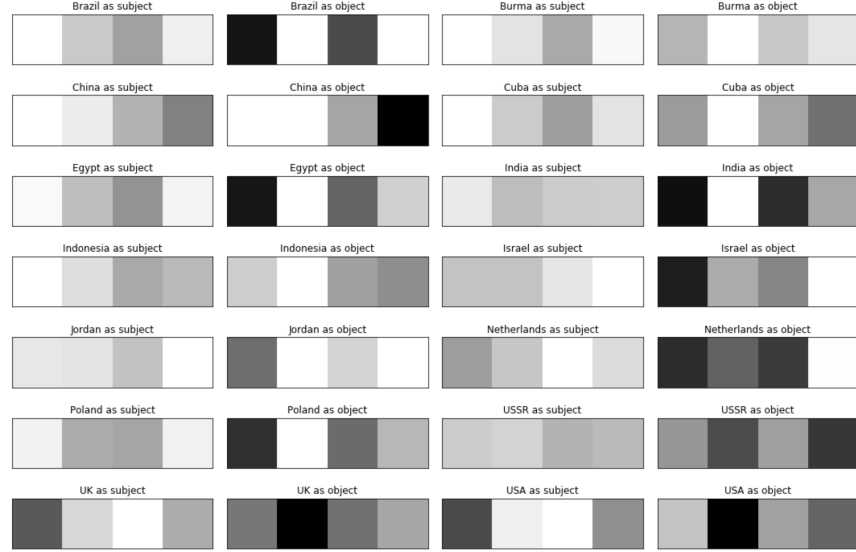 Brazil as subject
Brazil as object
Burma as subject
Burma as object
China as subject
China as object
Cuba as subject
Cuba as object
Egypt as subject
Egypt as object
India as subject
India as object
Indonesia as subject
Indonesia as object
Israel as subject
Israel as object
Jordan as subject
Jordan as object
Netherlands as subject
Netherlands as object
Poland as subject
Poland as object
USSR as subject
USSR as object
UK as subject
UK as object
USA as subject
USA as object